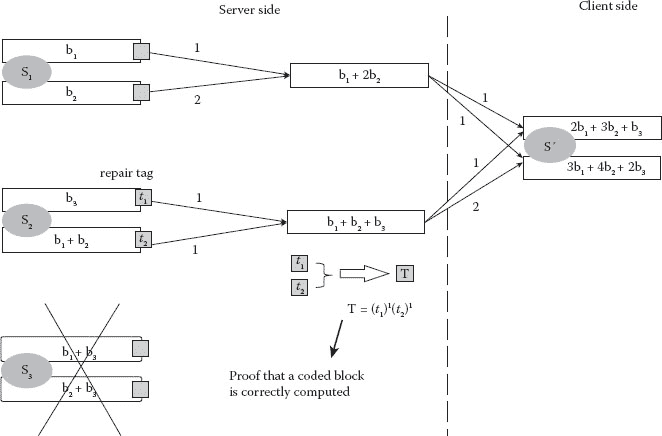 Server side
Client side
b₁
S₁
b₂
1
2
b₁ + 2b₂
1
1
2b₁ + 3b₂ + b₃
S´
3b₁ + 4b₂ + 2b₃
repair tag
b₃
t₁
S₂
b₁ + b₂
t₂
1
1
b₁ + b₂ + b₃
1
2
t₁
t₂
T
T = (t₁)¹(t₂)¹
b₁ + b₃
S₃
b₂ + b₃
Proof that a coded block
is correctly computed